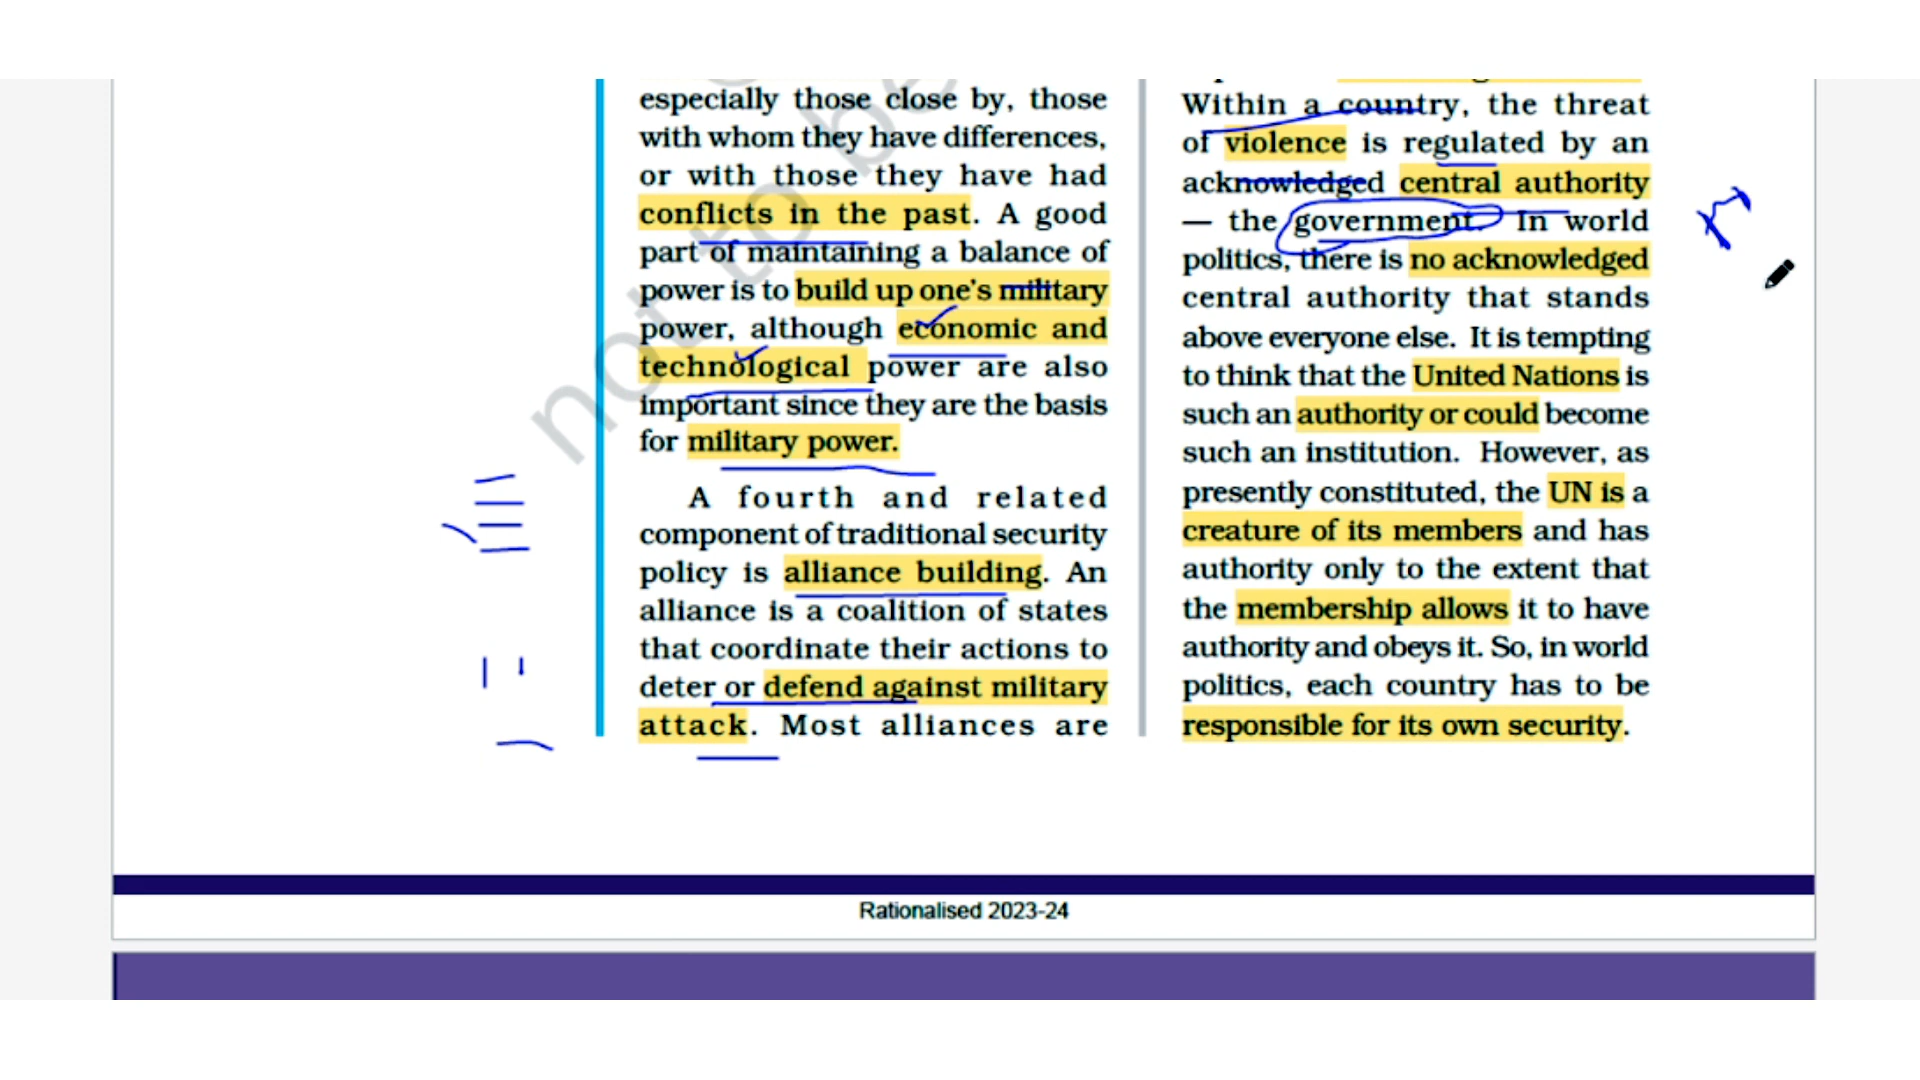 especially those close by, those
with whom they have differences,
or with those they have had
conflicts in the past. A good
part of maintaining a balance of
power is to build up one's military
power, although economic and
technological power are also
important since they are the basis
for military power.
A fourth and related
component of traditional security
policy is alliance building. An
alliance is a coalition of states
that coordinate their actions to
deter or defend against military
attack. Most alliances are
Within a country, the threat
of violence is regulated by an
acknowledged central authority
— the government. In world
politics, there is no acknowledged
central authority that stands
above everyone else. It is tempting
to think that the United Nations is
such an authority or could become
such an institution. However, as
presently constituted, the UN is a
creature of its members and has
authority only to the extent that
the membership allows it to have
authority and obeys it. So, in world
politics, each country has to be
responsible for its own security.
not to be
Rationalised 2023-24